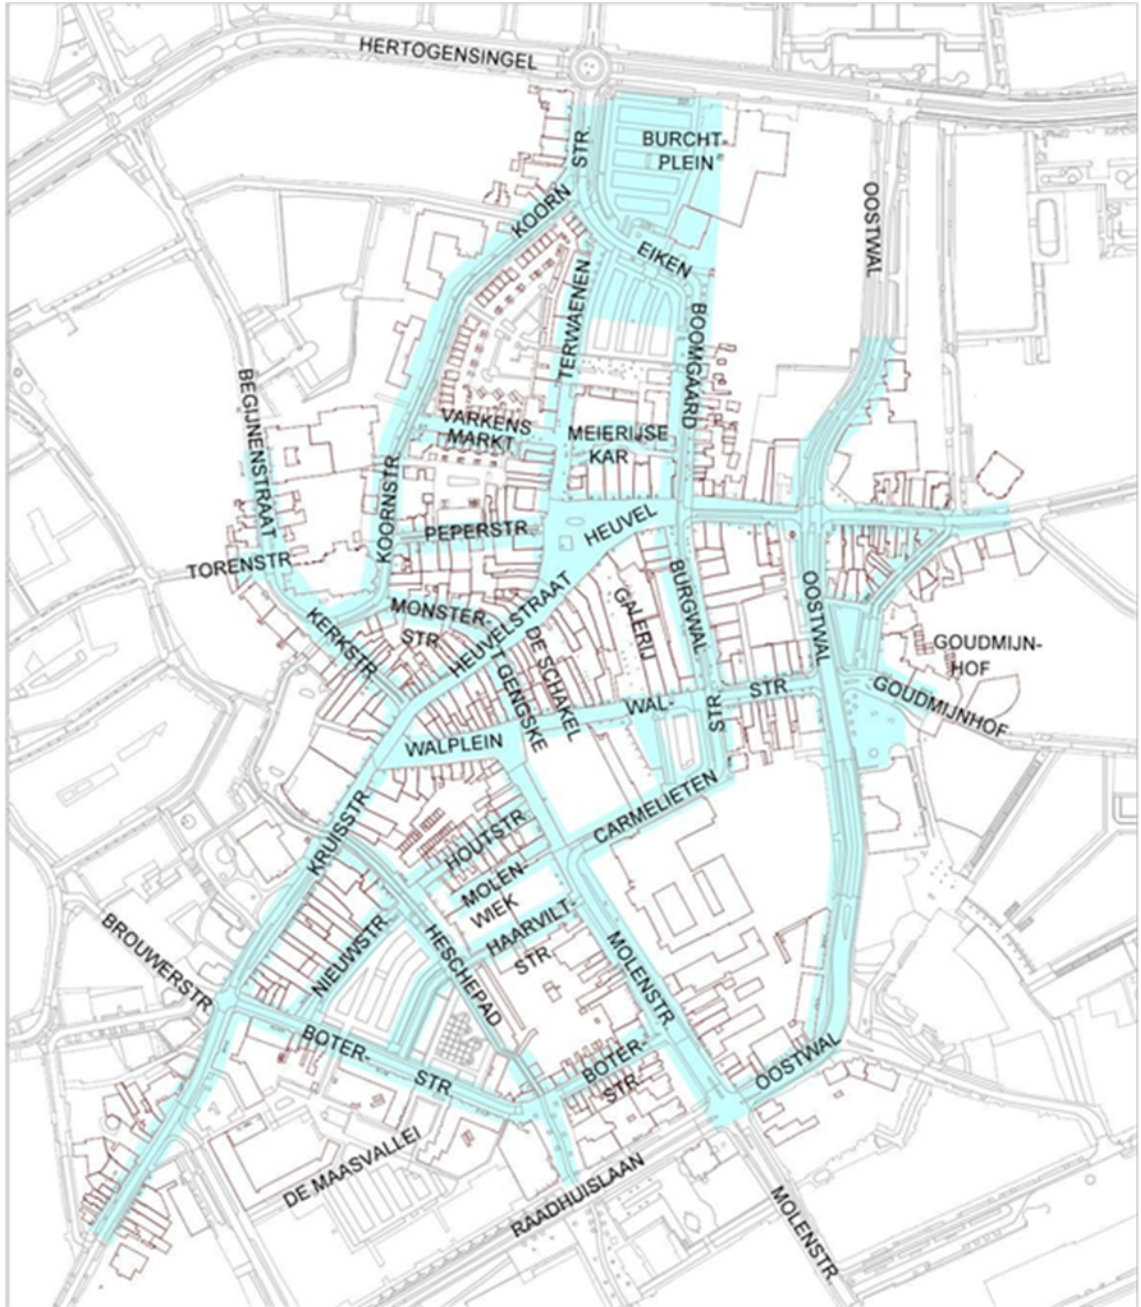 HERTOGENSINGEL
BURCHT-
PLEIN
STR.
KOORN
OOSTWAL
EIKEN
TERWAENEN
BOOMGAARD
BEGIJNENSTRAAT
VARKENS
MARKT
MEIERIJSE
KAR
KOORNSTR.
PEPERSTR.
HEUVEL
TORENSTR.
MONSTER-
STR.
HEUVELSTRAAT
GALERIJ
BURGWAL
OOSTWAL
KERKSTR.
DE SCHAKEL
'T GENGSKE
GOUDMIJN-
HOF
GOUDMIJNHOF
WAL-
STR
STR
WALPLEIN
KRUISSTR.
HOUTSTR.
CARMELIETEN
MOLEN-
WIEK
HAARVILT-
STR.
NIEUWSTR.
HESCHEPAD
BROUWERSTR.
MOLENSTR.
BOTER-
STR.
BOTER-
STR.
OOSTWAL
DE MAASVALLEI
RAADHUISLAAN
MOLENSTR.